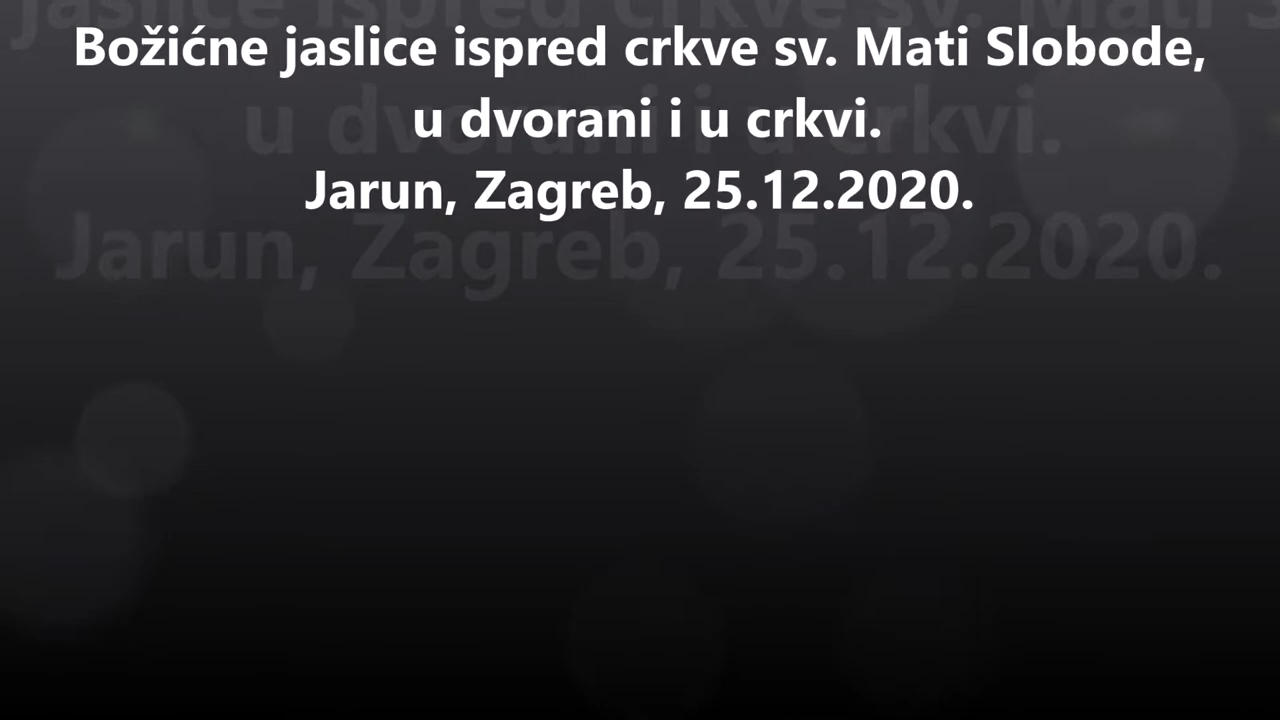 Božićne jaslice ispred crkve sv. Mati Slobode,
u dvorani i u crkvi.
Jarun, Zagreb, 25.12.2020.